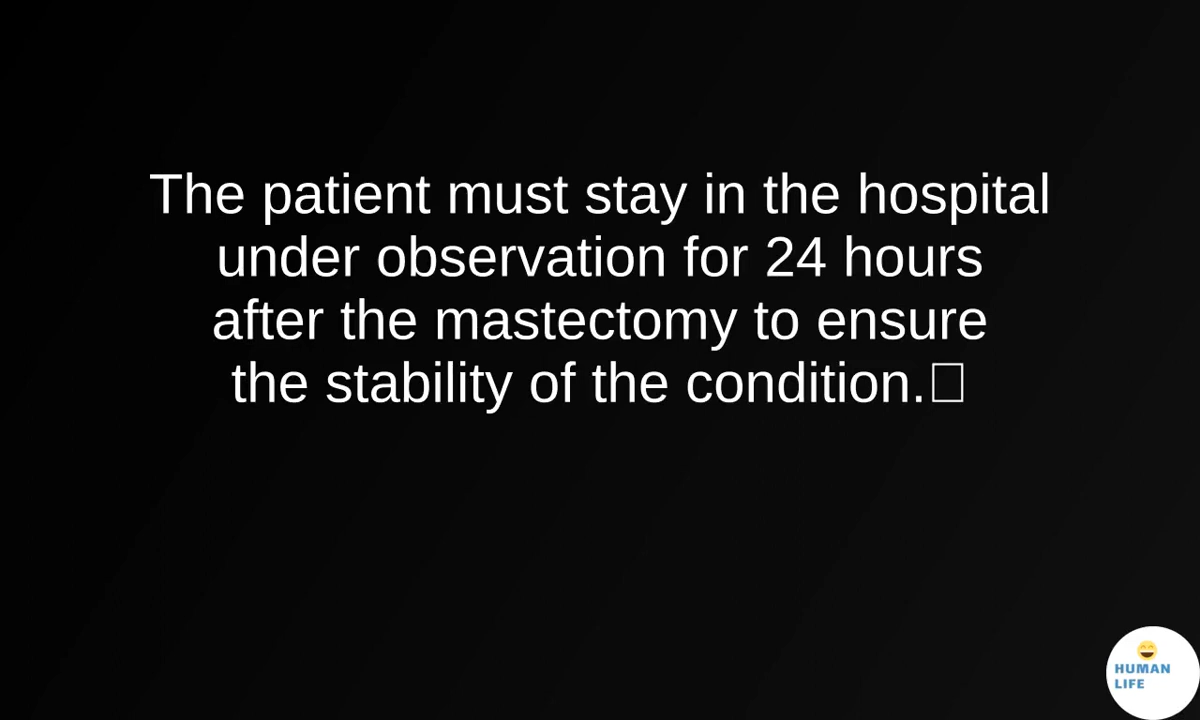 The patient must stay in the hospital
under observation for 24 hours
after the mastectomy to ensure
the stability of the condition.
HUMAN
LIFE